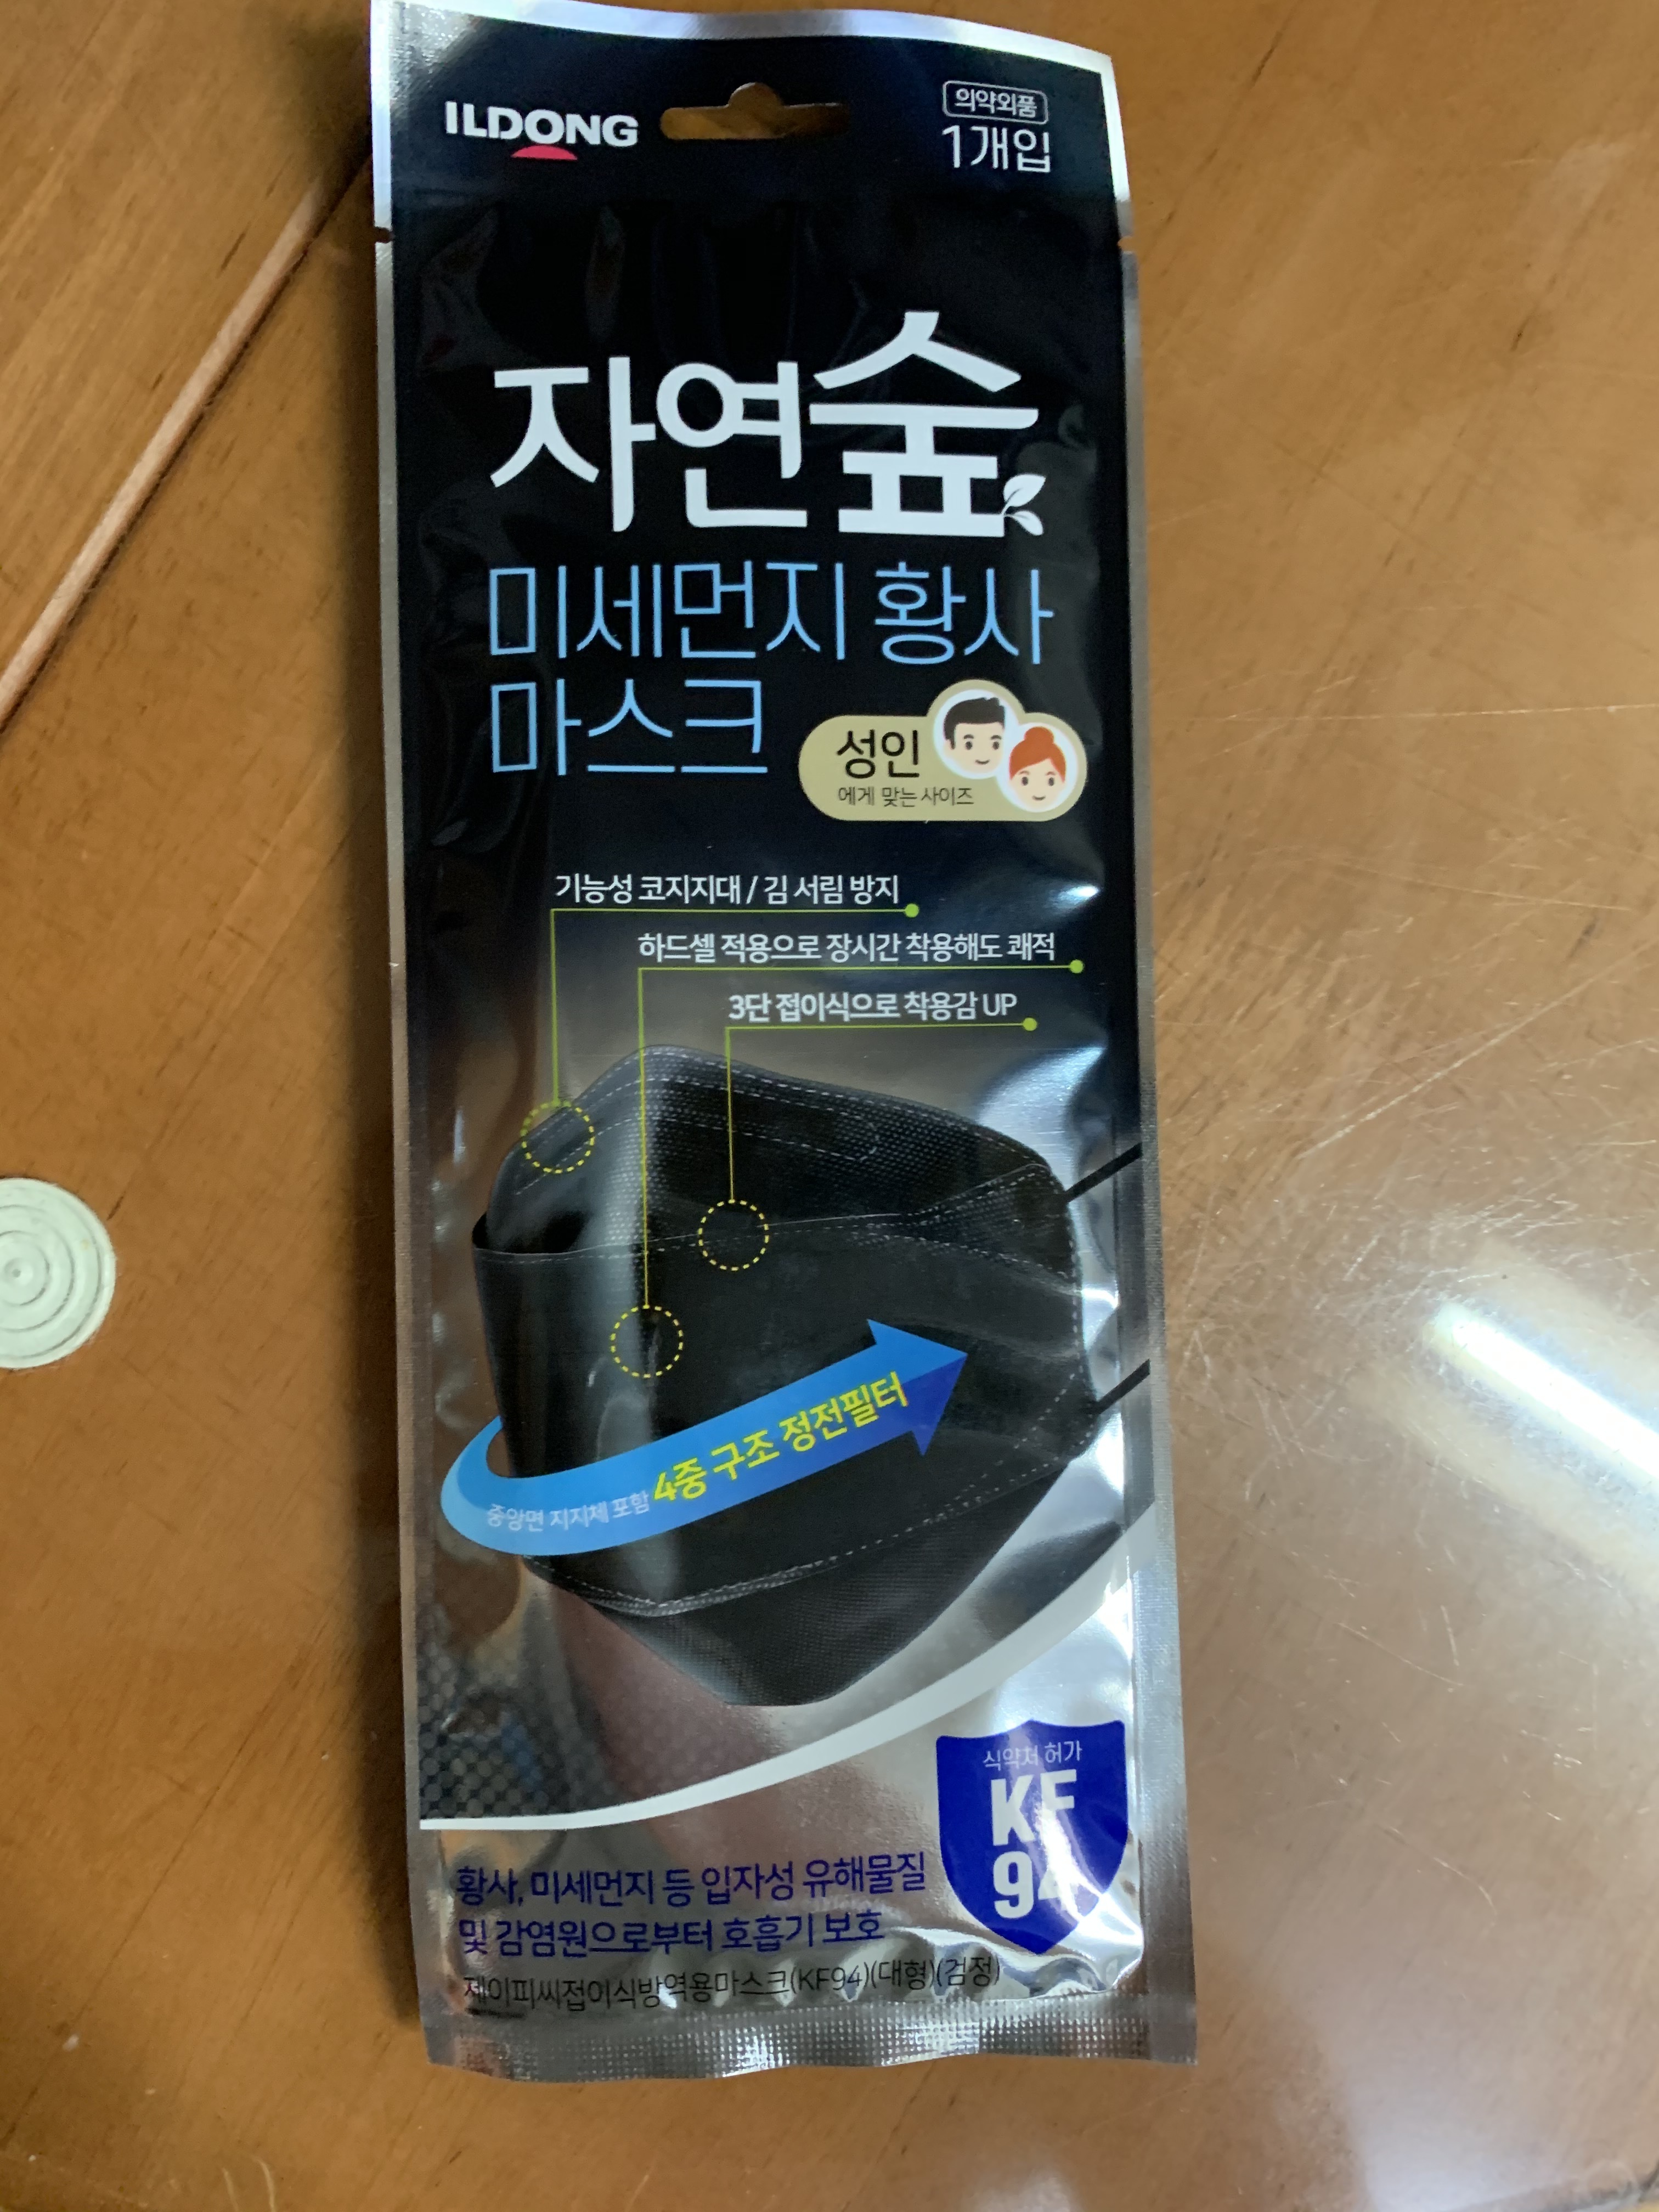 ILDONG
의약외품
1개입
자연숲
미세먼지 황사
마스크
성인
에게 맞는 사이즈
기능성 코지지대 / 김 서림 방지
하드셀 적용으로 장시간 착용해도 쾌적
3단 접이식으로 착용감 UP
중앙면 지지체 포함 4중 구조 정전필터
식약처 허가
KF
94
황사, 미세먼지 등 입자성 유해물질
및 감염원으로부터 호흡기 보호
제이피씨접이식방역용마스크(KF94)(대형)(검정)